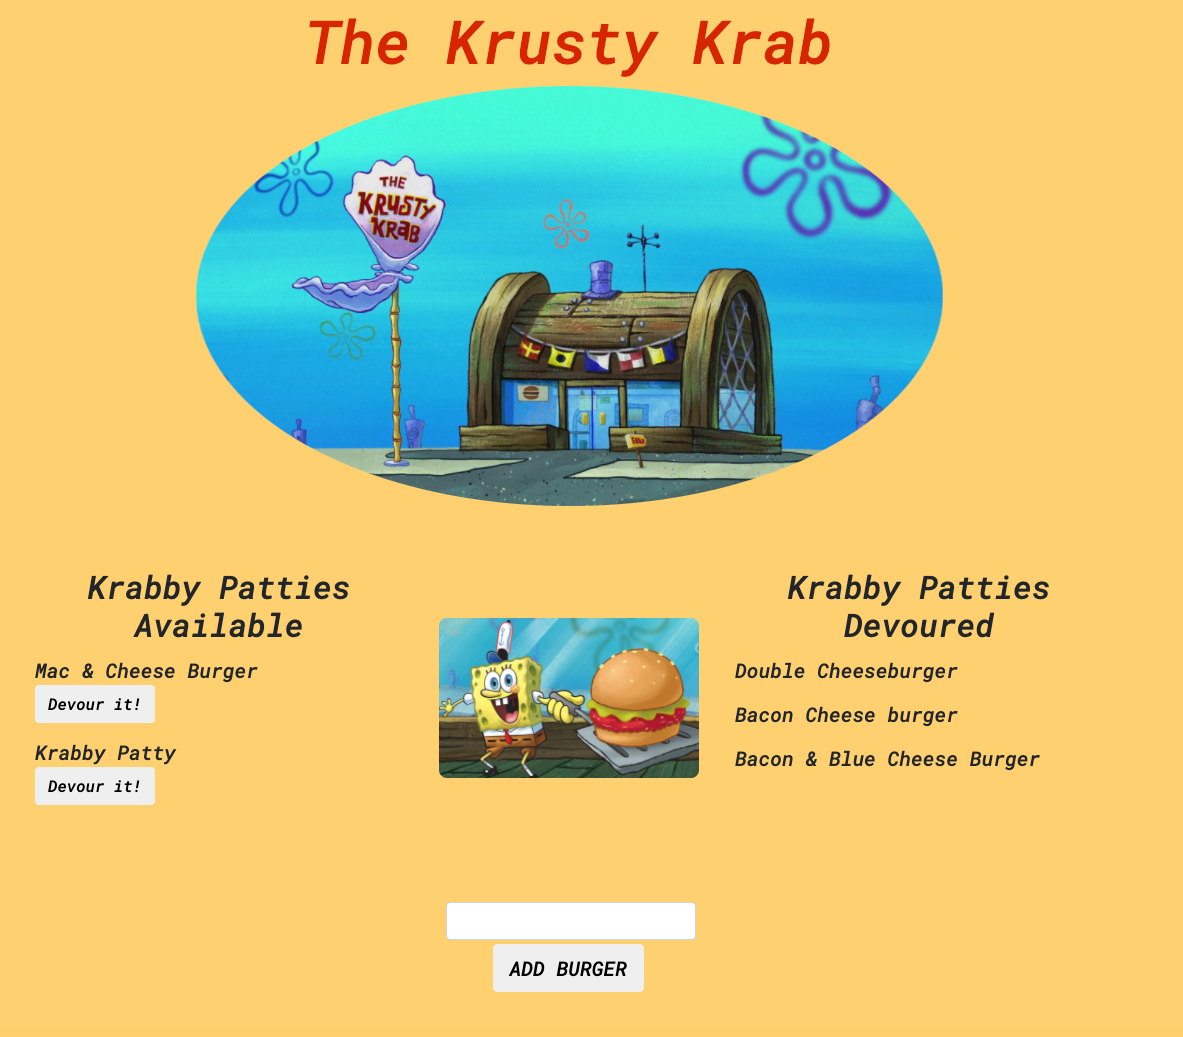 The Krusty Krab
THE
KRUSTY
KRAB
Krabby Patties
Available
Mac & Cheese Burger
Devour it!
Krabby Patty
Devour it!
Krabby Patties
Devoured
Double Cheeseburger
Bacon Cheese burger
Bacon & Blue Cheese Burger
ADD BURGER